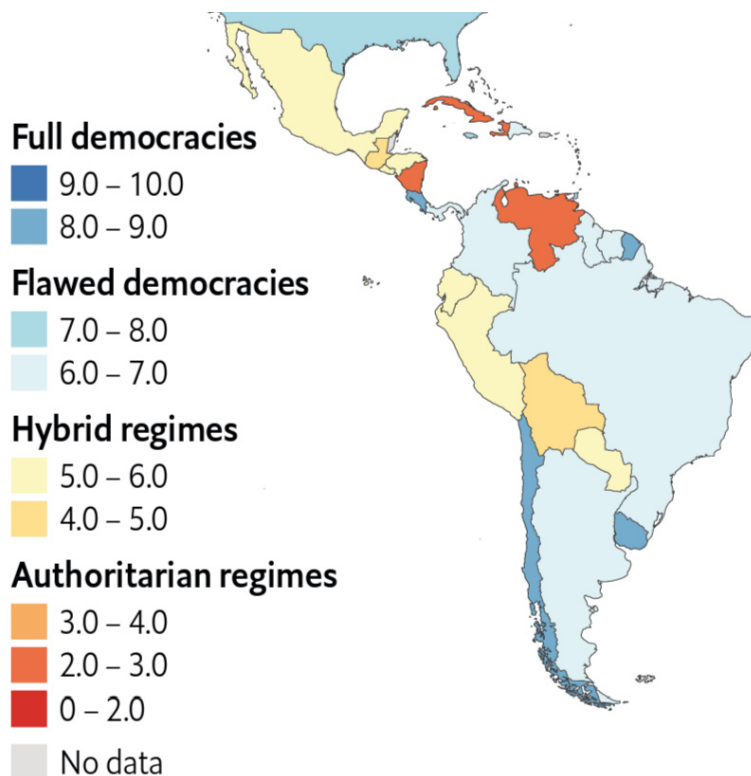 Full democracies
9.0 – 10.0
8.0 – 9.0
Flawed democracies
7.0 – 8.0
6.0 – 7.0
Hybrid regimes
5.0 – 6.0
4.0 – 5.0
Authoritarian regimes
3.0 – 4.0
2.0 – 3.0
0 – 2.0
No data